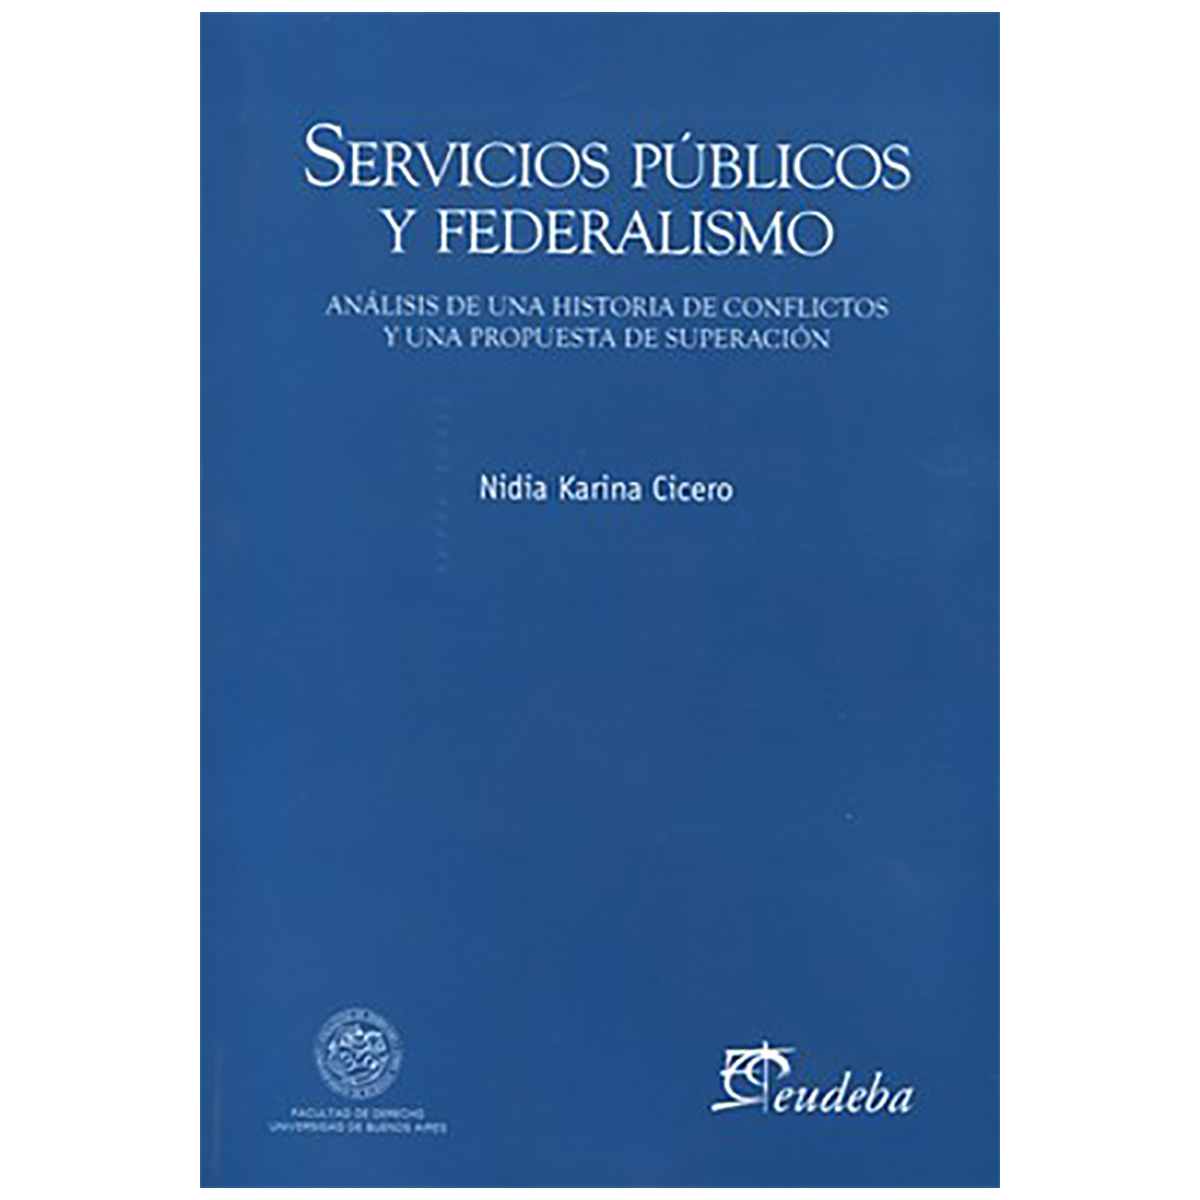 SERVICIOS PÚBLICOS
Y FEDERALISMO
ANÁLISIS DE UNA HISTORIA DE CONFLICTOS
Y UNA PROPUESTA DE SUPERACIÓN
Nidia Karina Cicero
FACULTAD DE DERECHO
UNIVERSIDAD DE BUENOS AIRES
eudeba